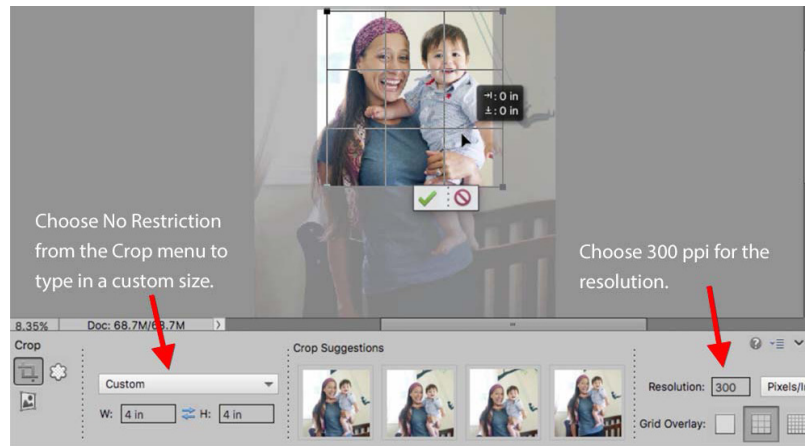 →I: 0 in
±: 0 in
Choose No Restriction
from the Crop menu to
type in a custom size.
Choose 300 ppi for the
resolution.
8.35% Doc: 68.7M/68.7M >
Crop
Custom
W: 4 in H: 4 in
Crop Suggestions
Resolution: 300 Pixels/I
Grid Overlay: